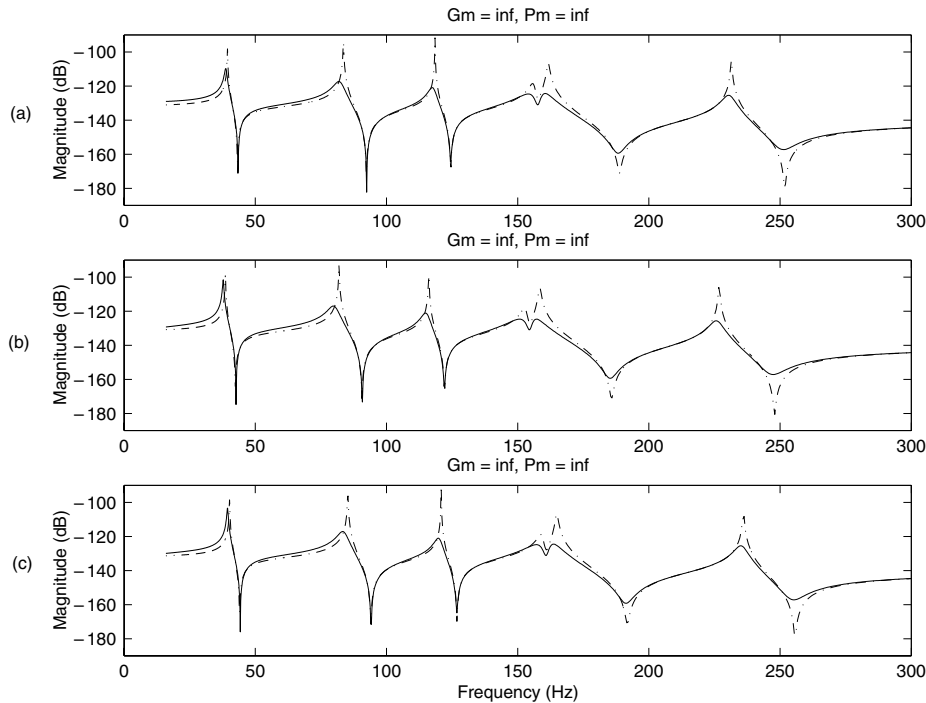 Gm = inf, Pm = inf
(a)
Magnitude (dB)
−100
−120
−140
−160
−180
0 50 100 150 200 250 300
Gm = inf, Pm = inf
(b)
Magnitude (dB)
−100
−120
−140
−160
−180
0 50 100 150 200 250 300
Gm = inf, Pm = inf
(c)
Magnitude (dB)
−100
−120
−140
−160
−180
0 50 100 150 200 250 300
Frequency (Hz)